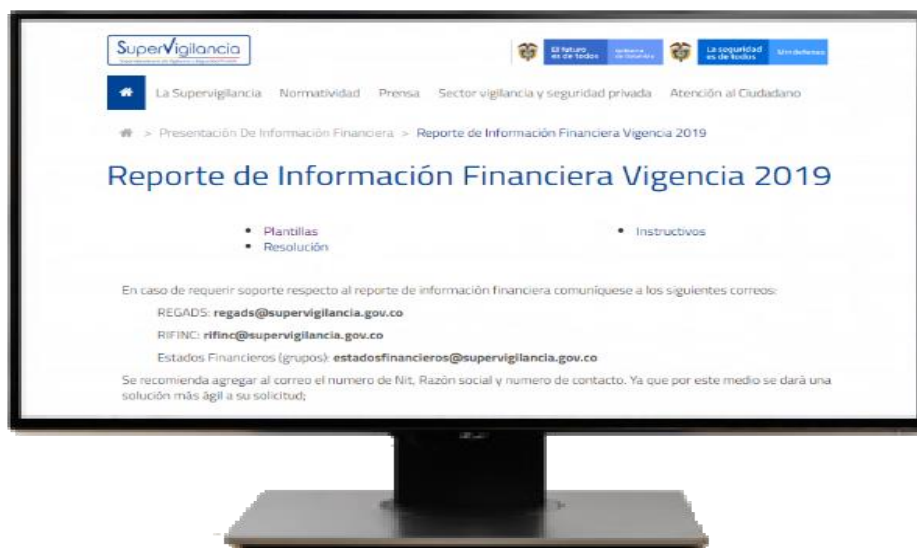 SuperVigilancia
El futuro
es de todos
Gobierno
de Colombia
La seguridad
es de todos
Mindefensa
La Supervigilancia Normatividad Prensa Sector vigilancia y seguridad privada Atención al Ciudadano
> Presentación De Información Financiera > Reporte de Información Financiera Vigencia 2019
Reporte de Información Financiera Vigencia 2019
• Plantillas
• Resolución
• Instructivos
En caso de requerir soporte respecto al reporte de información financiera comuníquese a los siguientes correos:
REGADS: regads@supervigilancia.gov.co
RIFINC: rifinc@supervigilancia.gov.co
Estados Financieros (grupos): estadosfinancieros@supervigilancia.gov.co
Se recomienda agregar al correo el numero de Nit, Razón social y numero de contacto. Ya que por este medio se dará una
solución más ágil a su solicitud;